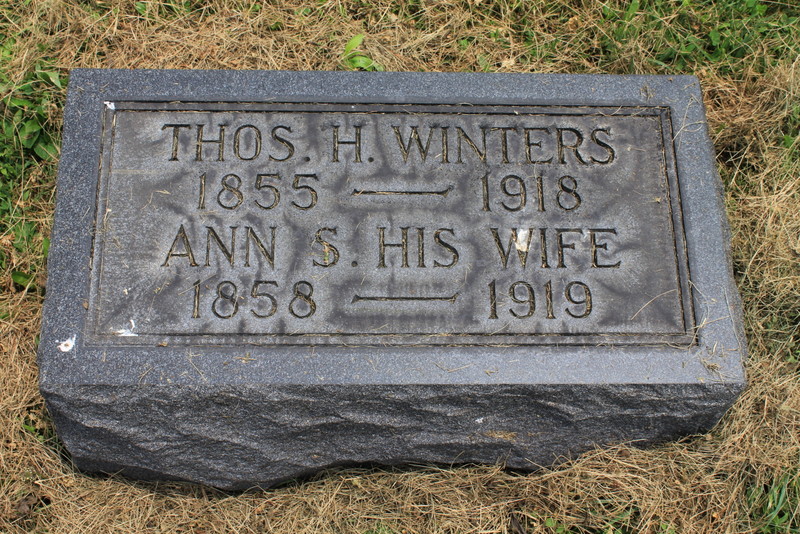 THOS. H. WINTERS
1855 — 1918
ANN S. HIS WIFE
1858 — 1919